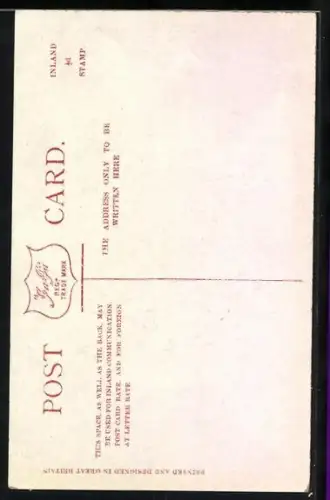 POST CARD.
REGD
TRADE MARK
THIS SPACE, AS WELL AS THE BACK, MAY
BE USED FOR INLAND COMMUNICATION,
POST CARD RATE, AND FOR FOREIGN
AT LETTER RATE
THE ADDRESS ONLY TO BE
WRITTEN HERE
INLAND
½d
STAMP
DESIGNED IN GREAT BRITAIN